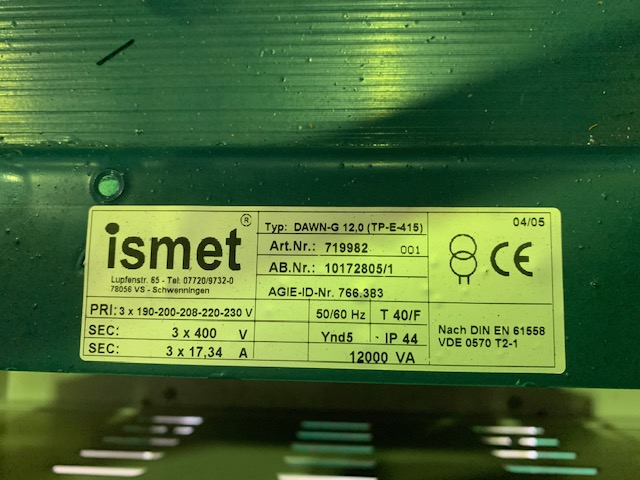 ismet ®
Lupfenstr. 65 - Tel: 07720/9732-0
78056 VS - Schwenningen
Typ: DAWN-G 12,0 (TP-E-415)
Art.Nr.: 719982 001
AB.Nr.: 10172805/1
AGIE-ID-Nr. 766.383
04/05
CE
PRI: 3 x 190-200-208-220-230 V
50/60 Hz T 40/F
SEC: 3 x 400 V
Ynd5 IP 44
SEC: 3 x 17,34 A
12000 VA
Nach DIN EN 61558
VDE 0570 T2-1